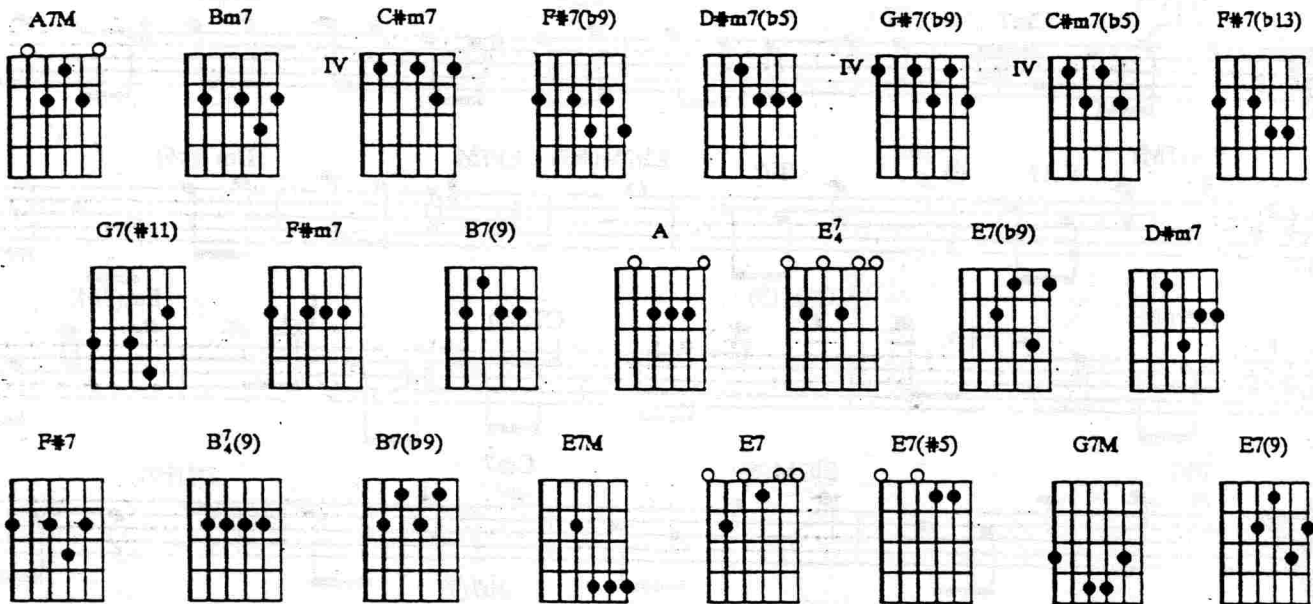 A7M Bm7 C#m7 F#7(b9) D#m7(b5) G#7(b9) C#m7(b5) F#7(b13)
IV IV IV
G7(#11) F#m7 B7(9) A E7/4 E7(b9) D#m7
F#7 B7/4(9) B7(b9) E7M E7 E7(#5) G7M E7(9)